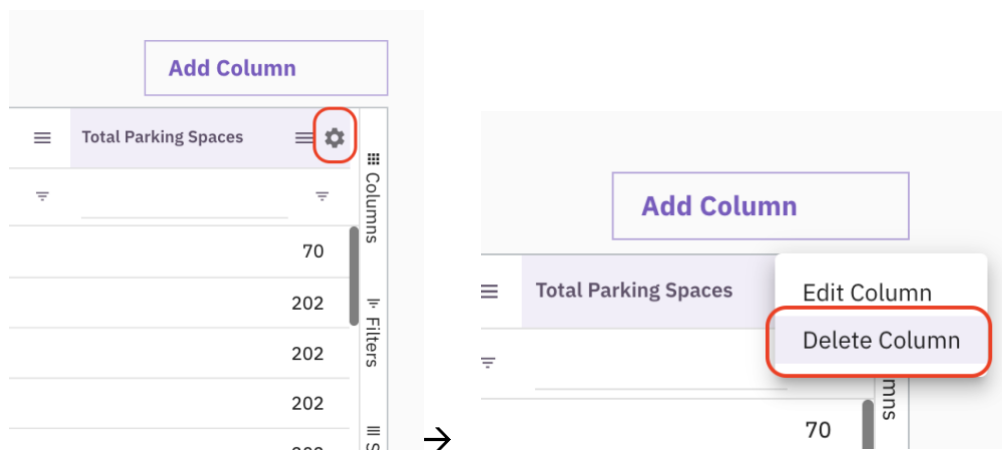 Add Column
Total Parking Spaces
Columns
70
202
Filters
202
202
Add Column
Total Parking Spaces
Edit Column
Delete Column
70